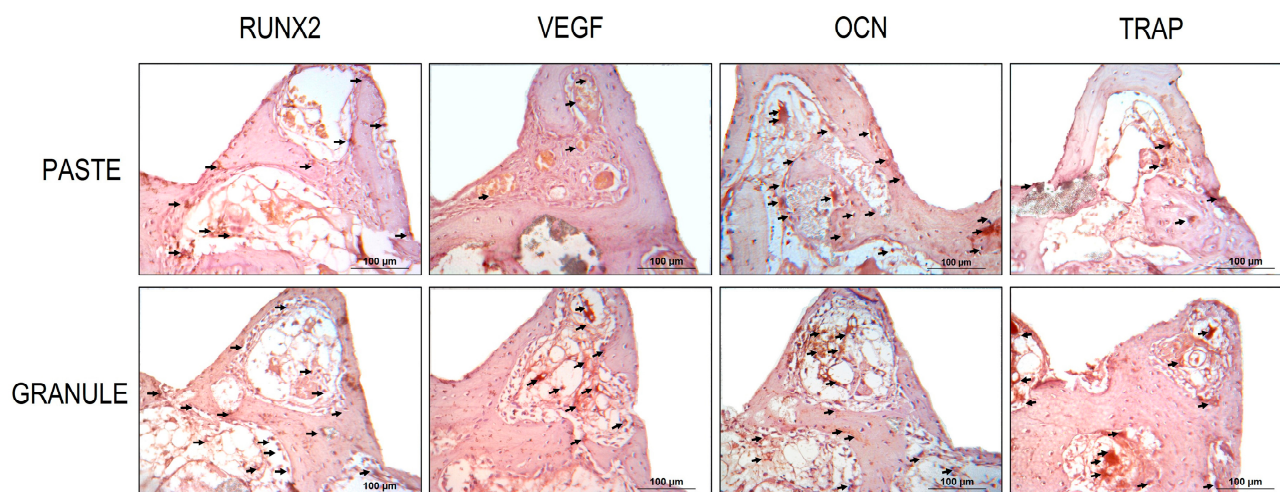 RUNX2 VEGF OCN TRAP
PASTE
100 µm 100 µm 100 µm 100 µm
GRANULE
100 µm 100 µm 100 µm 100 µm